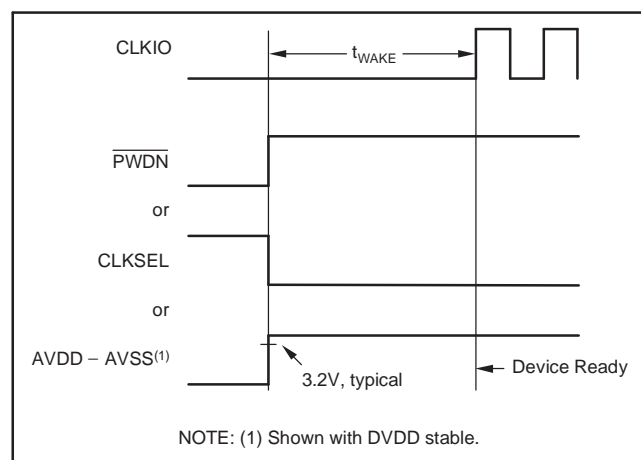 CLKIO
tWAKE
PWDN
or
CLKSEL
or
AVDD − AVSS(1)
3.2V, typical
Device Ready
NOTE: (1) Shown with DVDD stable.